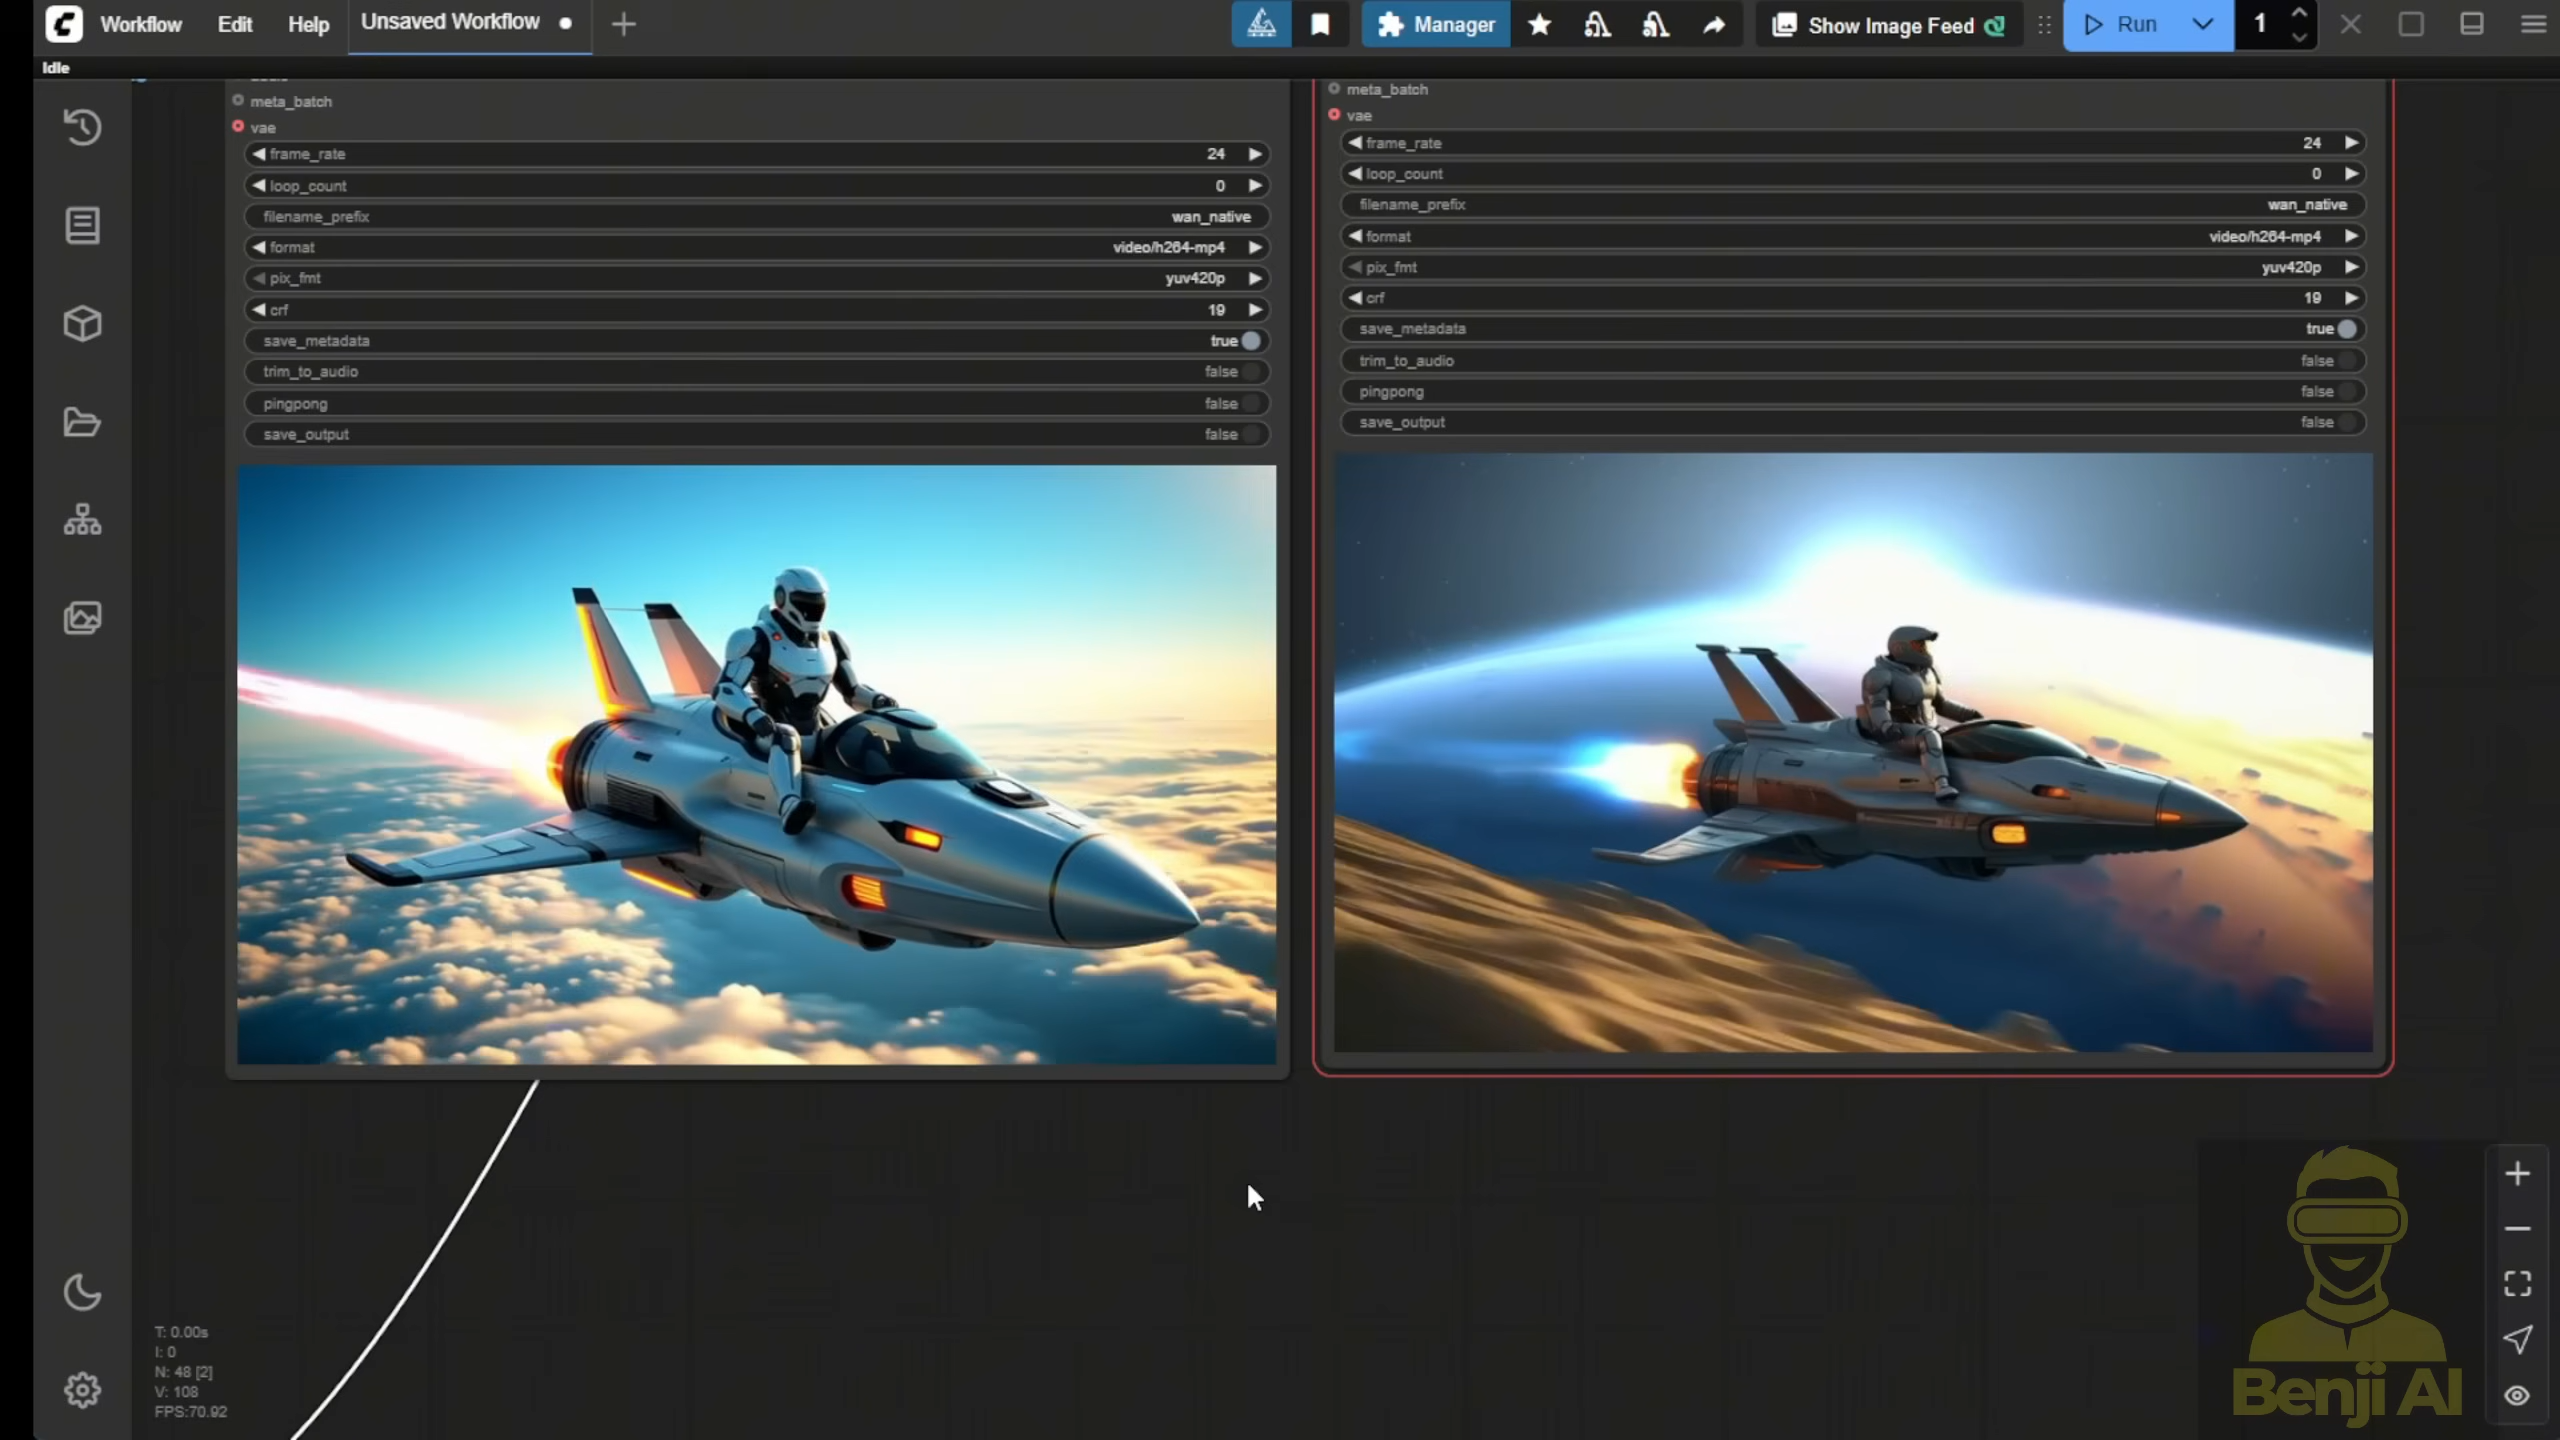 Workflow Edit Help Unsaved Workflow
Manager Show Image Feed Run 1
Idle
meta_batch
vae
frame_rate 24
loop_count 0
filename_prefix wan_native
format video/h264-mp4
pix_fmt yuv420p
crf 19
save_metadata true
trim_to_audio false
pingpong false
save_output false
meta_batch
vae
frame_rate 24
loop_count 0
filename_prefix wan_native
format video/h264-mp4
pix_fmt yuv420p
crf 19
save_metadata true
trim_to_audio false
pingpong false
save_output false
T: 0.00s
I: 0
N: 48 [2]
V: 108
FPS:70.92
Benji AI